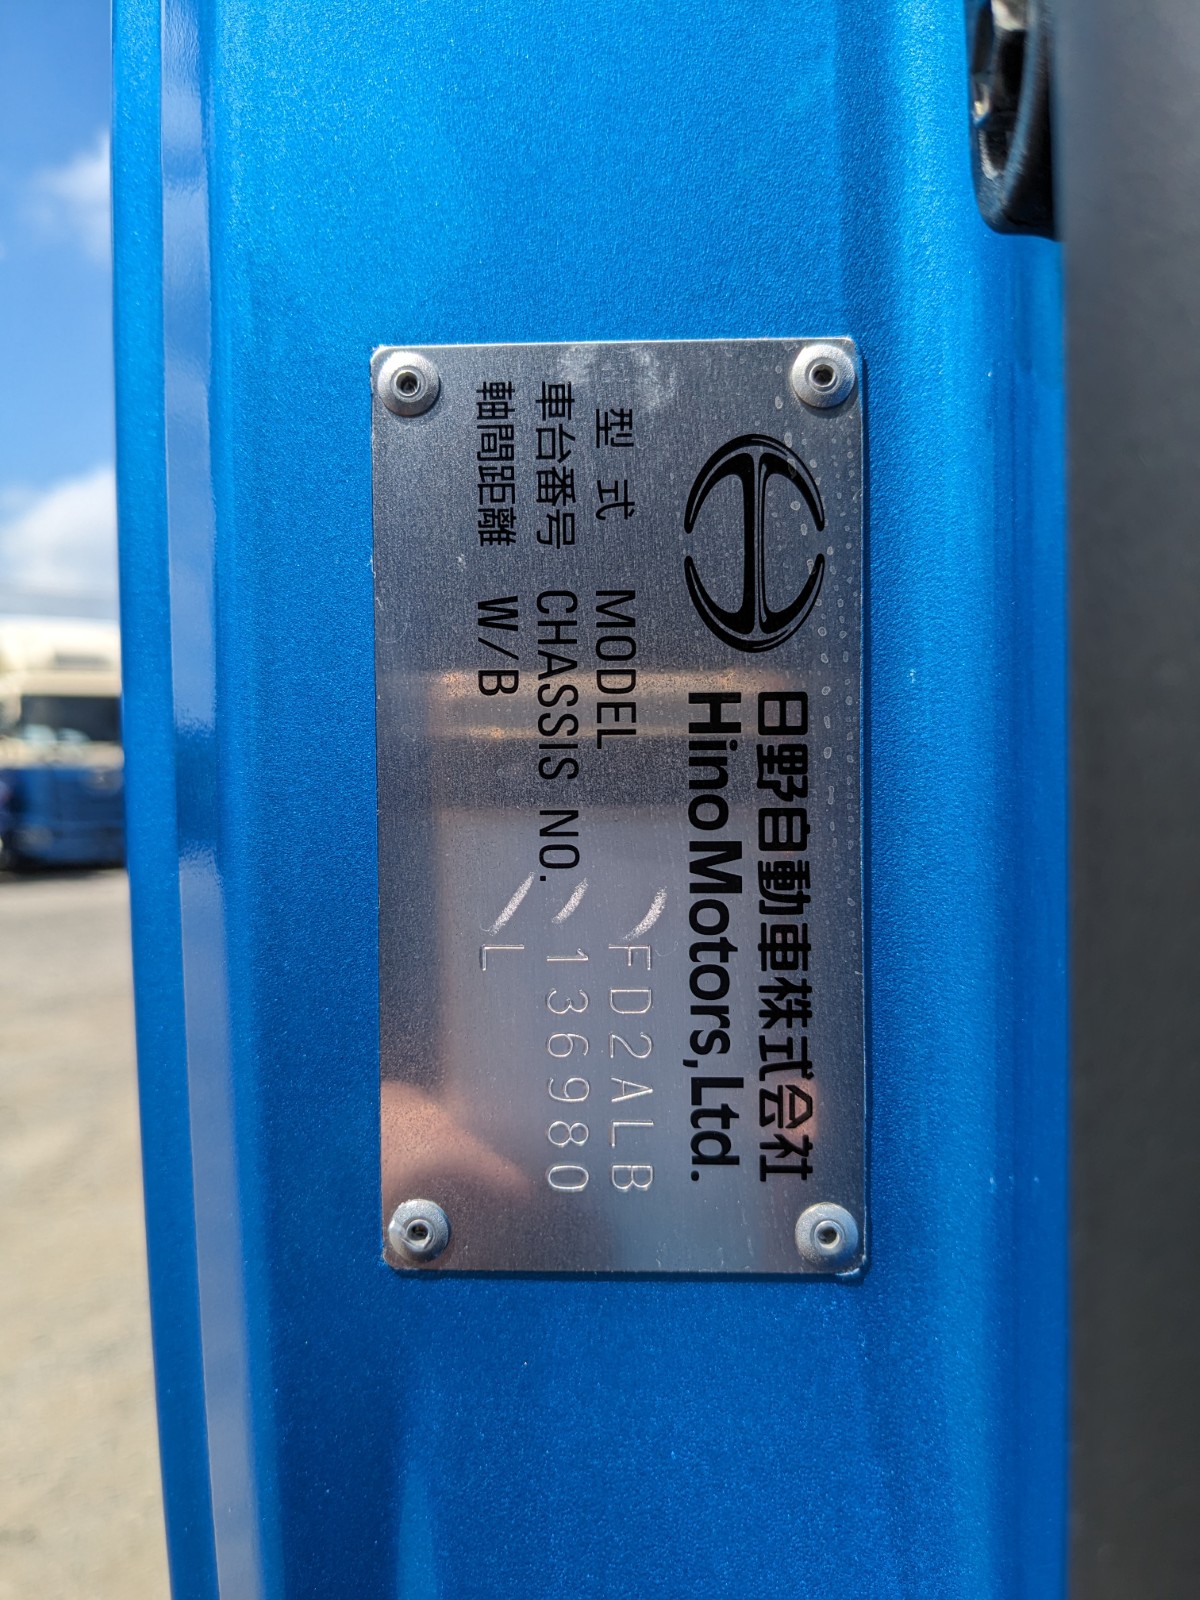 日野自動車株式会社
Hino Motors, Ltd.
型式 MODEL FD2ALB
車台番号 CHASSIS NO. 136980
軸間距離 W/B L